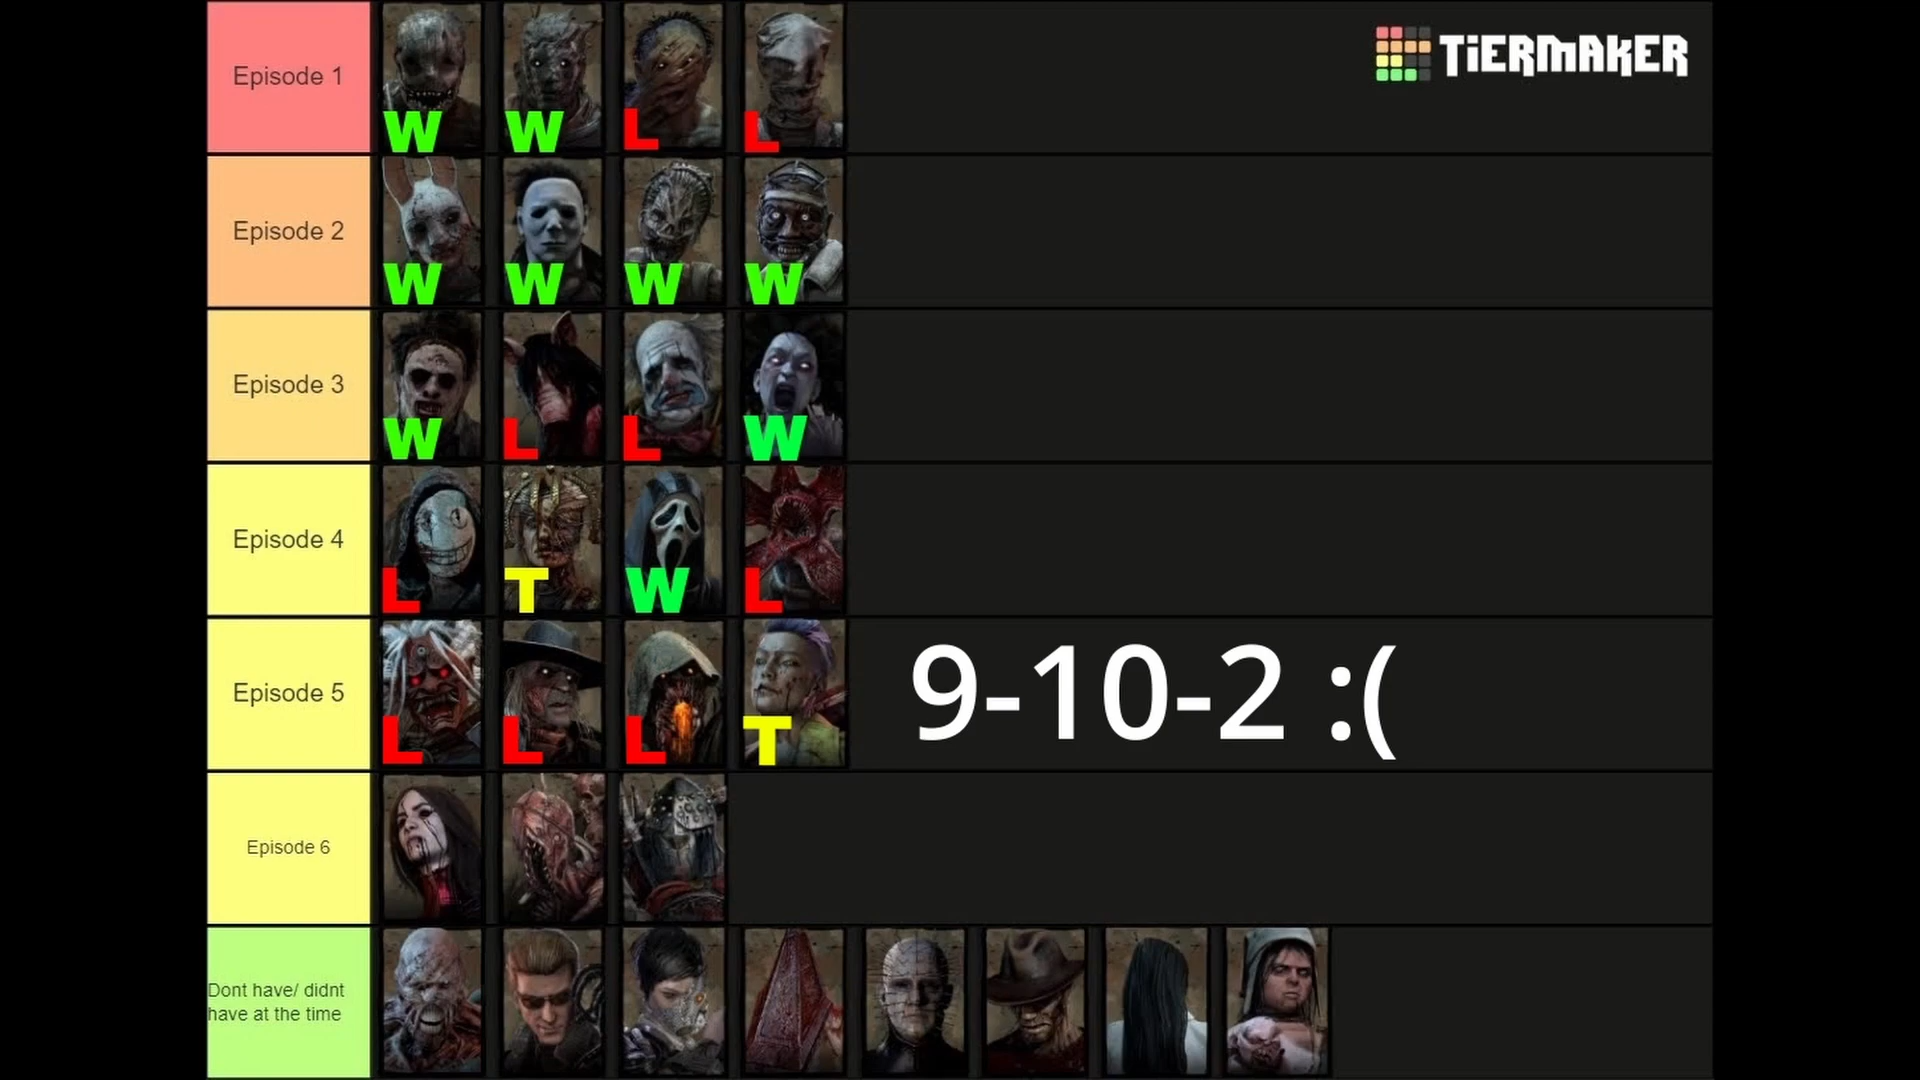 TiERMAKER
Episode 1
W W L L
Episode 2
W W W W
Episode 3
W L L W
Episode 4
L T W L
Episode 5
L L L T
9-10-2 :(
Episode 6
Dont have/ didnt
have at the time